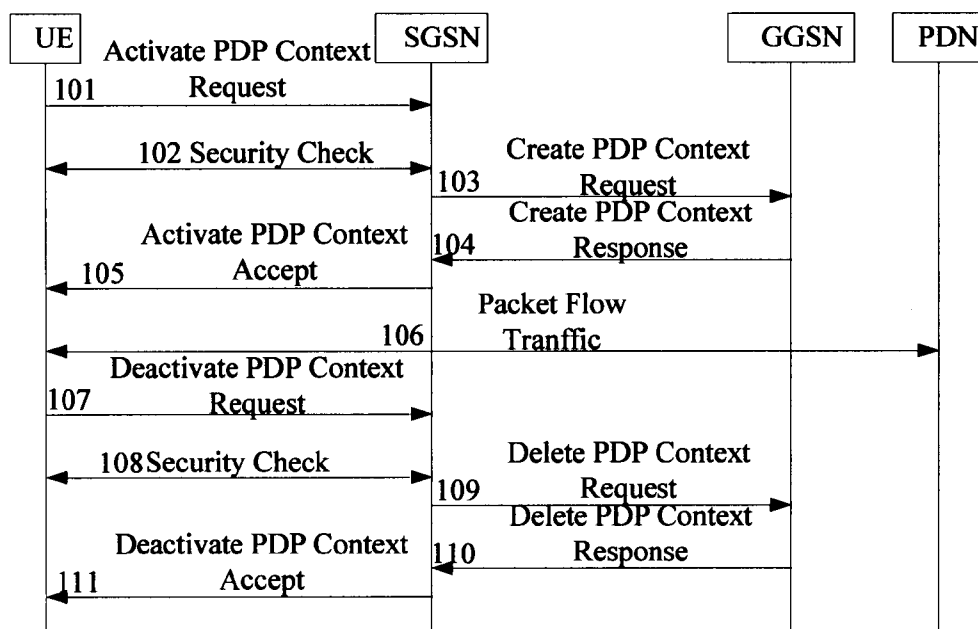 UE
SGSN
GGSN
PDN
Activate PDP Context
Request
101
102 Security Check
Create PDP Context
Request
103
Create PDP Context
Response
104
Activate PDP Context
Accept
105
Packet Flow
Tranffic
106
Deactivate PDP Context
Request
107
108 Security Check
Delete PDP Context
Request
109
Delete PDP Context
Response
110
Deactivate PDP Context
Accept
111